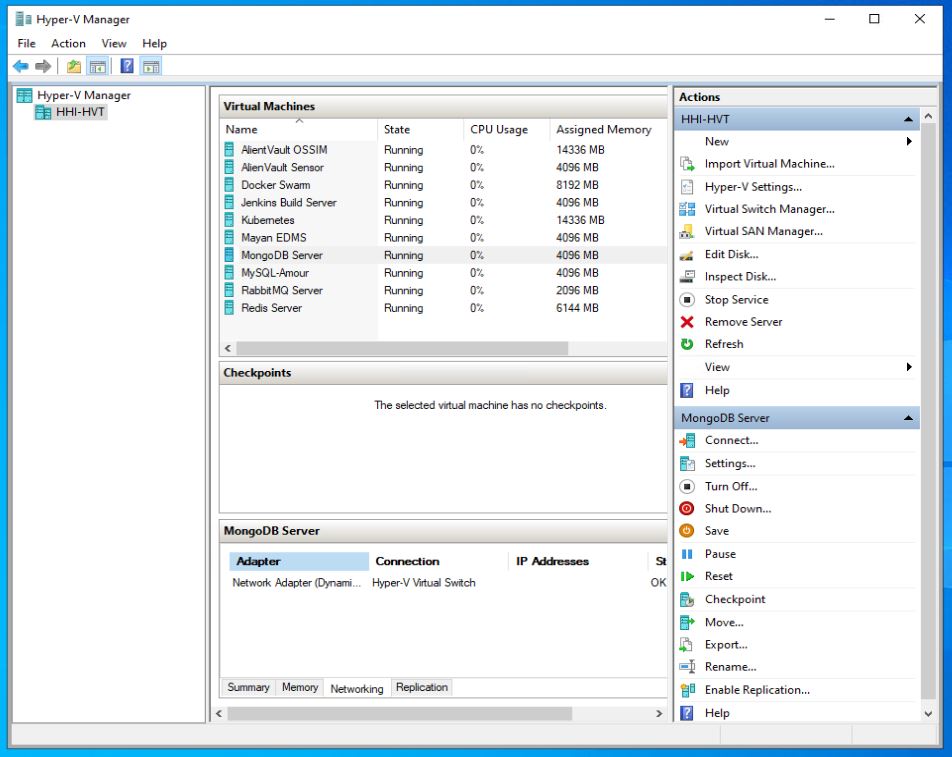 Hyper-V Manager
File Action View Help
Hyper-V Manager
HHI-HVT
Virtual Machines
Name State CPU Usage Assigned Memory
AlientVault OSSIM Running 0% 14336 MB
AlienVault Sensor Running 0% 4096 MB
Docker Swarm Running 0% 8192 MB
Jenkins Build Server Running 0% 4096 MB
Kubernetes Running 0% 14336 MB
Mayan EDMS Running 0% 4096 MB
MongoDB Server Running 0% 4096 MB
MySQL-Amour Running 0% 4096 MB
RabbitMQ Server Running 0% 2096 MB
Redis Server Running 0% 6144 MB
Checkpoints
The selected virtual machine has no checkpoints.
MongoDB Server
Adapter Connection IP Addresses St
Network Adapter (Dynami... Hyper-V Virtual Switch OK
Summary Memory Networking Replication
Actions
HHI-HVT
New
Import Virtual Machine...
Hyper-V Settings...
Virtual Switch Manager...
Virtual SAN Manager...
Edit Disk...
Inspect Disk...
Stop Service
Remove Server
Refresh
View
Help
MongoDB Server
Connect...
Settings...
Turn Off...
Shut Down...
Save
Pause
Reset
Checkpoint
Move...
Export...
Rename...
Enable Replication...
Help